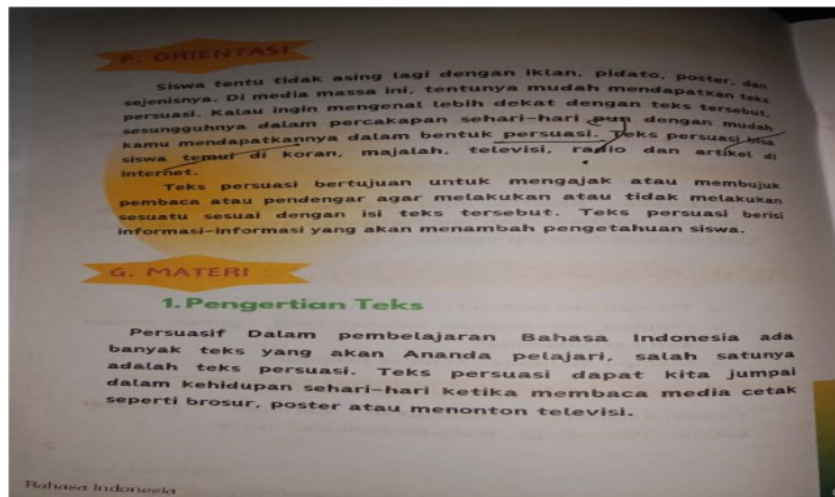 F. ORIENTASI
Siswa tentu tidak asing lagi dengan iklan, pidato, poster, dan
sejenisnya. Di media massa ini, tentunya mudah mendapatkan teks
persuasi. Kalau ingin mengenal lebih dekat dengan teks tersebut,
sesungguhnya dalam percakapan sehari-hari pun dengan mudah
kamu mendapatkannya dalam bentuk persuasi. Teks persuasi bisa
siswa temui di koran, majalah, televisi, radio dan artikel di
internet.
Teks persuasi bertujuan untuk mengajak atau membujuk
pembaca atau pendengar agar melakukan atau tidak melakukan
sesuatu sesuai dengan isi teks tersebut. Teks persuasi berisi
informasi-informasi yang akan menambah pengetahuan siswa.
G. MATERI
1. Pengertian Teks
Persuasif Dalam pembelajaran Bahasa Indonesia ada
banyak teks yang akan Ananda pelajari, salah satunya
adalah teks persuasi. Teks persuasi dapat kita jumpai
dalam kehidupan sehari-hari ketika membaca media cetak
seperti brosur, poster atau menonton televisi.
Bahasa Indonesia